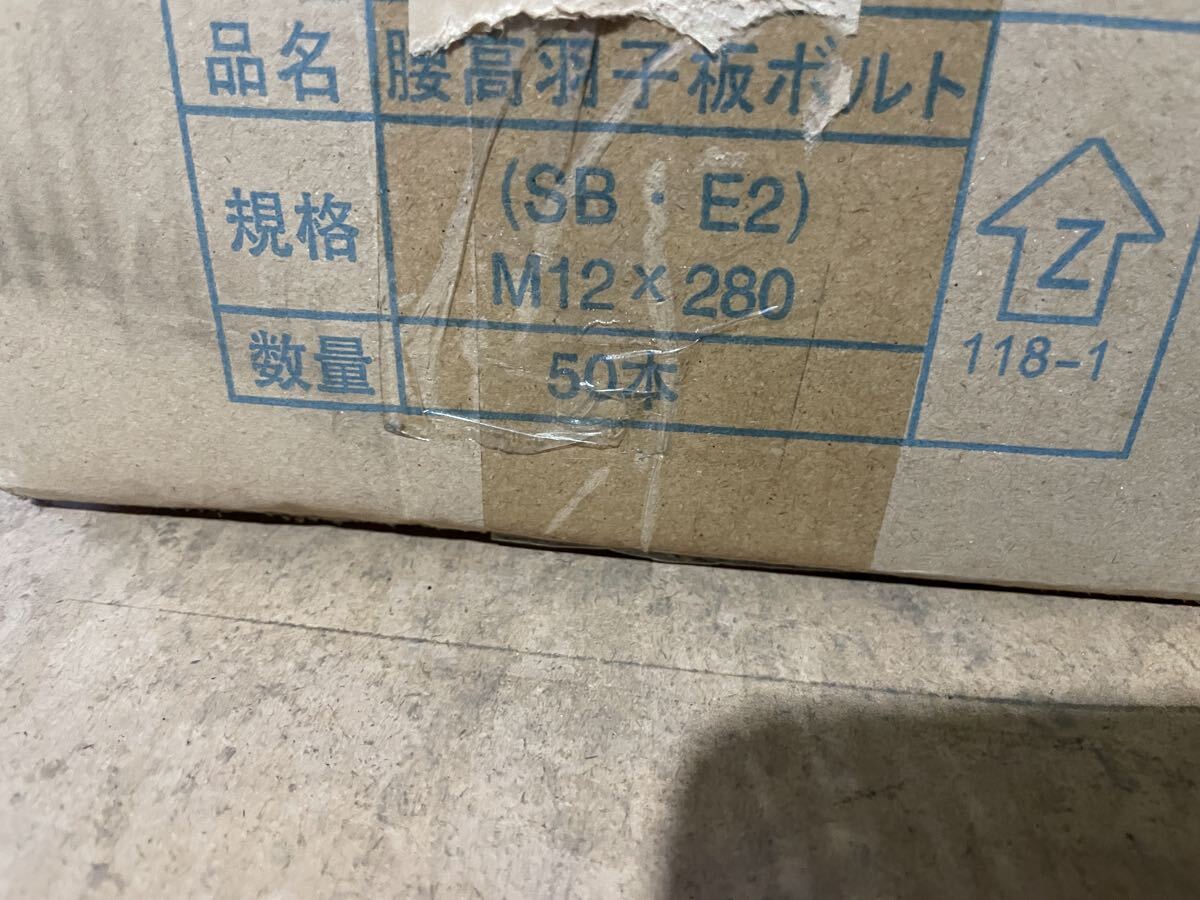 品名 腰高羽子板ボルト
規格 (SB・E2)
M12×280
数量 50本
Z
118-1